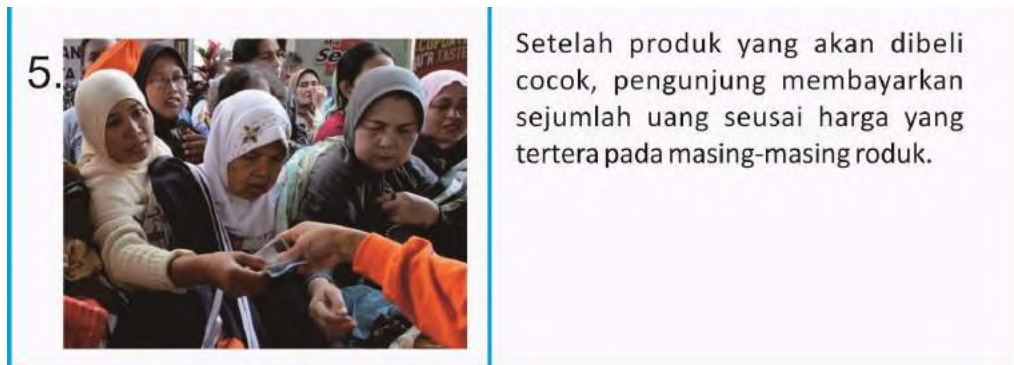 5.
Setelah produk yang akan dibeli
cocok, pengunjung membayarkan
sejumlah uang seusai harga yang
tertera pada masing-masing roduk.